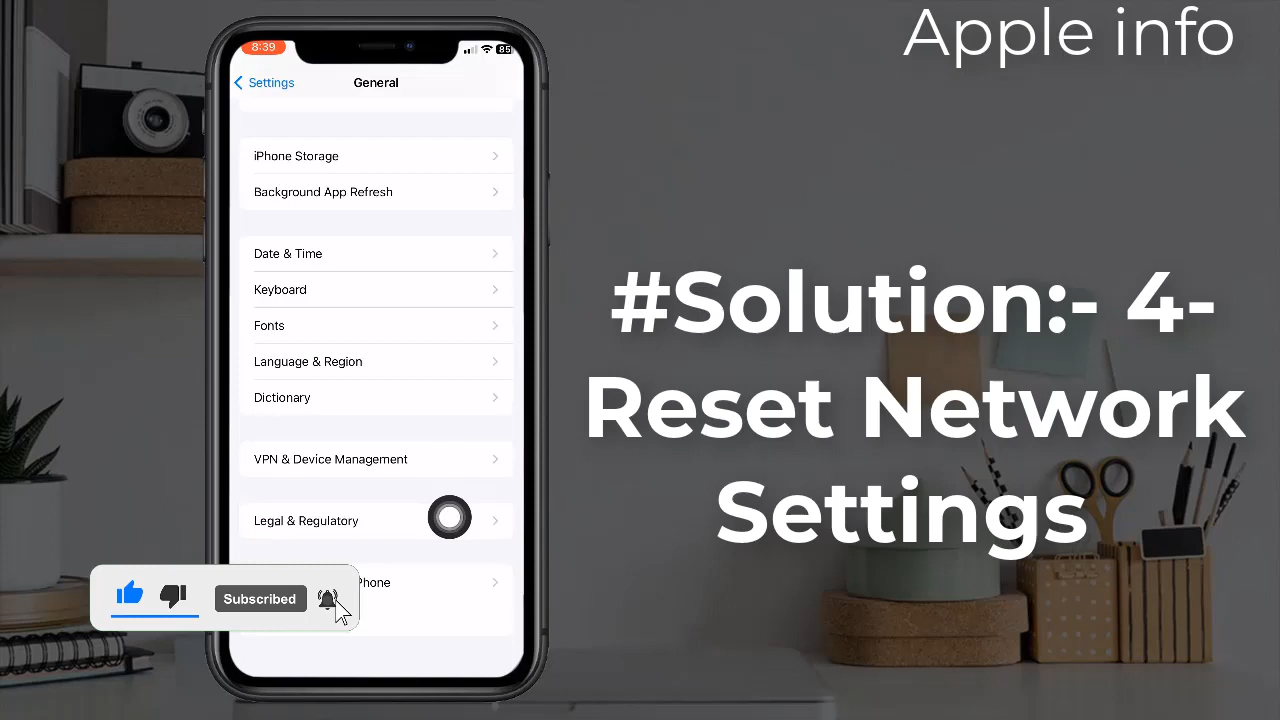 Apple info
8:39
85
Settings
General
iPhone Storage
Background App Refresh
Date & Time
Keyboard
Fonts
Language & Region
Dictionary
VPN & Device Management
Legal & Regulatory
Phone
Subscribed
#Solution:- 4-
Reset Network
Settings